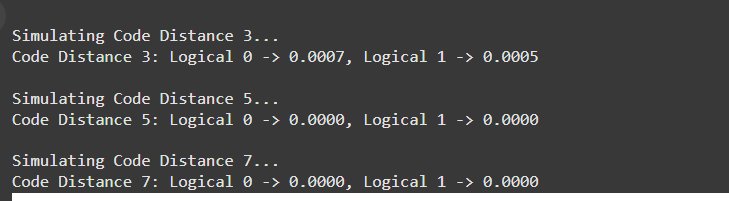 Simulating Code Distance 3...
Code Distance 3: Logical 0 -> 0.0007, Logical 1 -> 0.0005
Simulating Code Distance 5...
Code Distance 5: Logical 0 -> 0.0000, Logical 1 -> 0.0000
Simulating Code Distance 7...
Code Distance 7: Logical 0 -> 0.0000, Logical 1 -> 0.0000